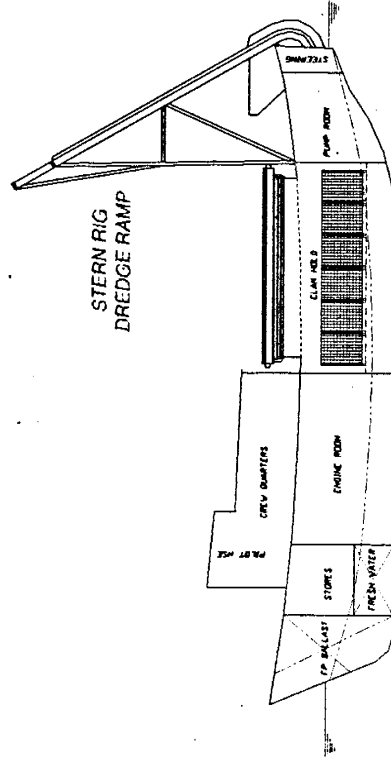 STERN RIG
DREDGE RAMP
STEERING
PUMP ROOM
CLAM HOLD
ENGINE ROOM
CREW QUARTERS
PILOT HSE
STORES
FRESH WATER
FP BALLAST